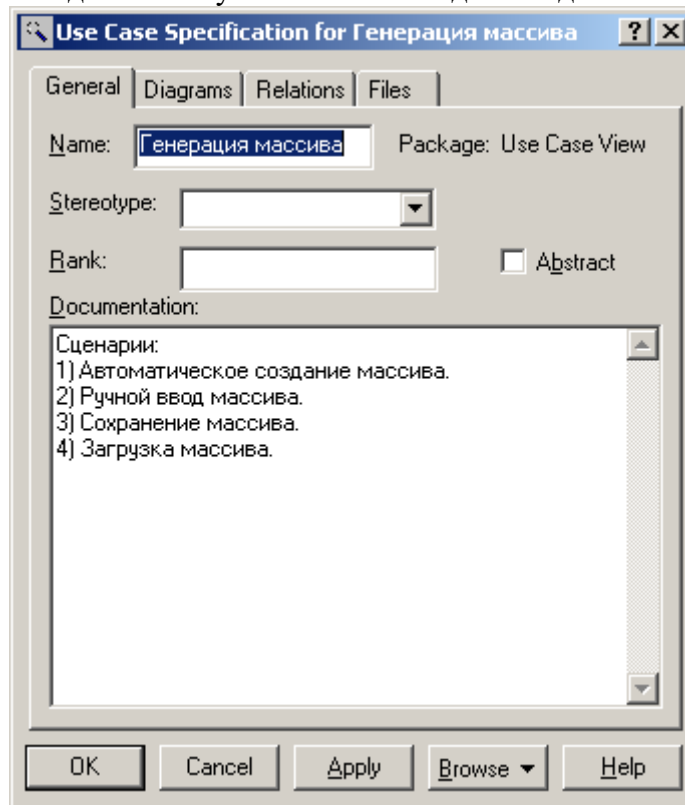 Use Case Specification for Генерация массива
General Diagrams Relations Files
Name: Генерация массива Package: Use Case View
Stereotype:
Rank: Abstract
Documentation:
Сценарии:
1) Автоматическое создание массива.
2) Ручной ввод массива.
3) Сохранение массива.
4) Загрузка массива.
OK Cancel Apply Browse Help